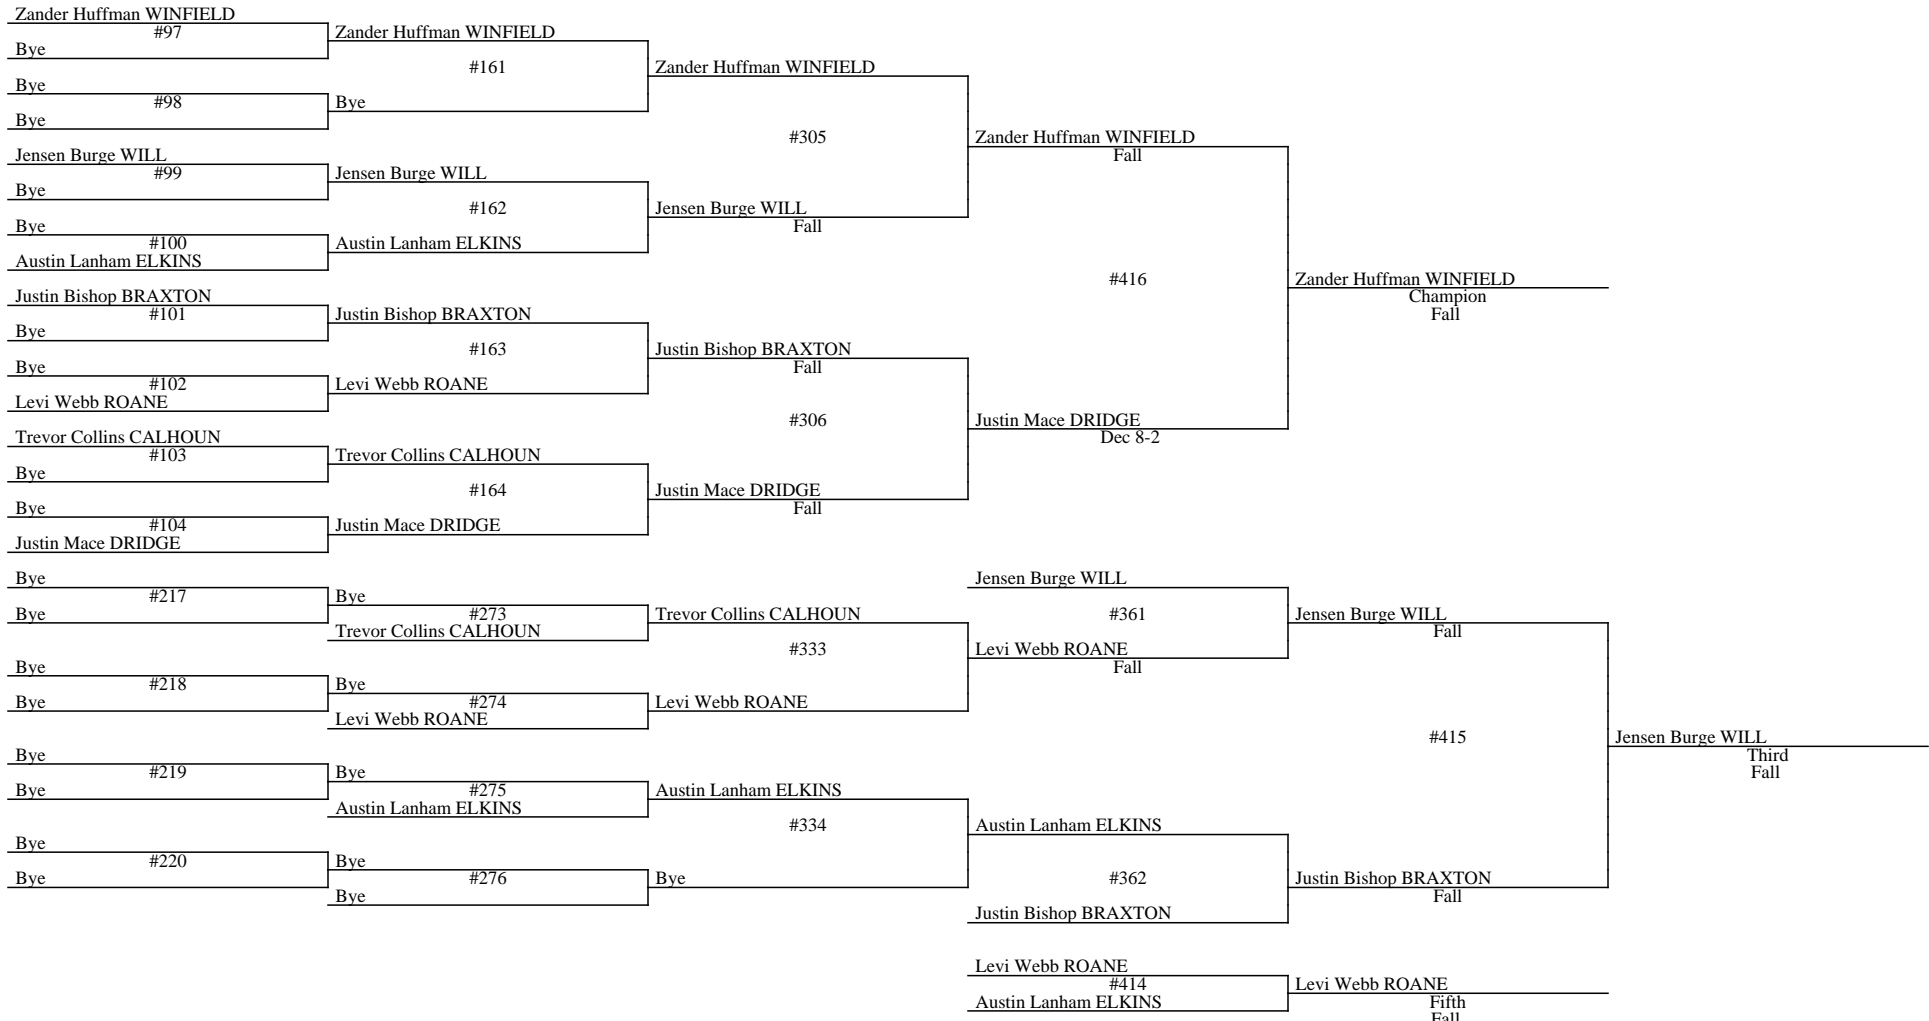 Zander Huffman WINFIELD
#97
Zander Huffman WINFIELD
Bye
#161
Zander Huffman WINFIELD
Bye
#98
Bye
Bye
#305
Zander Huffman WINFIELD
Fall
Jensen Burge WILL
#99
Jensen Burge WILL
Bye
#162
Jensen Burge WILL
Fall
Bye
#100
Austin Lanham ELKINS
Austin Lanham ELKINS
#416
Zander Huffman WINFIELD
Champion
Fall
Justin Bishop BRAXTON
#101
Justin Bishop BRAXTON
Bye
#163
Justin Bishop BRAXTON
Fall
Bye
#102
Levi Webb ROANE
Levi Webb ROANE
#306
Justin Mace DRIDGE
Dec 8-2
Trevor Collins CALHOUN
#103
Trevor Collins CALHOUN
Bye
#164
Justin Mace DRIDGE
Fall
Bye
#104
Justin Mace DRIDGE
Justin Mace DRIDGE
Bye
#217
Bye
Bye
#273
Trevor Collins CALHOUN
Trevor Collins CALHOUN
Jensen Burge WILL
#361
Jensen Burge WILL
Fall
#333
Levi Webb ROANE
Fall
Bye
#218
Bye
Bye
#274
Levi Webb ROANE
Levi Webb ROANE
#415
Jensen Burge WILL
Third
Fall
Bye
#219
Bye
Bye
#275
Austin Lanham ELKINS
Austin Lanham ELKINS
#334
Austin Lanham ELKINS
Bye
#220
Bye
Bye
#276
Bye
Bye
#362
Justin Bishop BRAXTON
Fall
Justin Bishop BRAXTON
Levi Webb ROANE
#414
Austin Lanham ELKINS
Levi Webb ROANE
Fifth
Fall